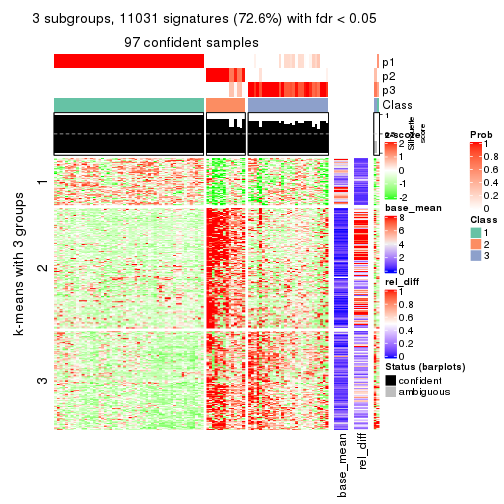 3 subgroups, 11031 signatures (72.6%) with fdr < 0.05
97 confident samples
p1
p2
p3
Class
1
0
Silhouette
score
k-means with 3 groups
1
2
3
base_mean
rel_diff
z-score
2
1
0
-1
-2
base_mean
8
6
4
2
0
rel_diff
1
0.8
0.6
0.4
0.2
0
Status (barplots)
confident
ambiguous
Prob
1
0.8
0.6
0.4
0.2
0
Class
1
2
3